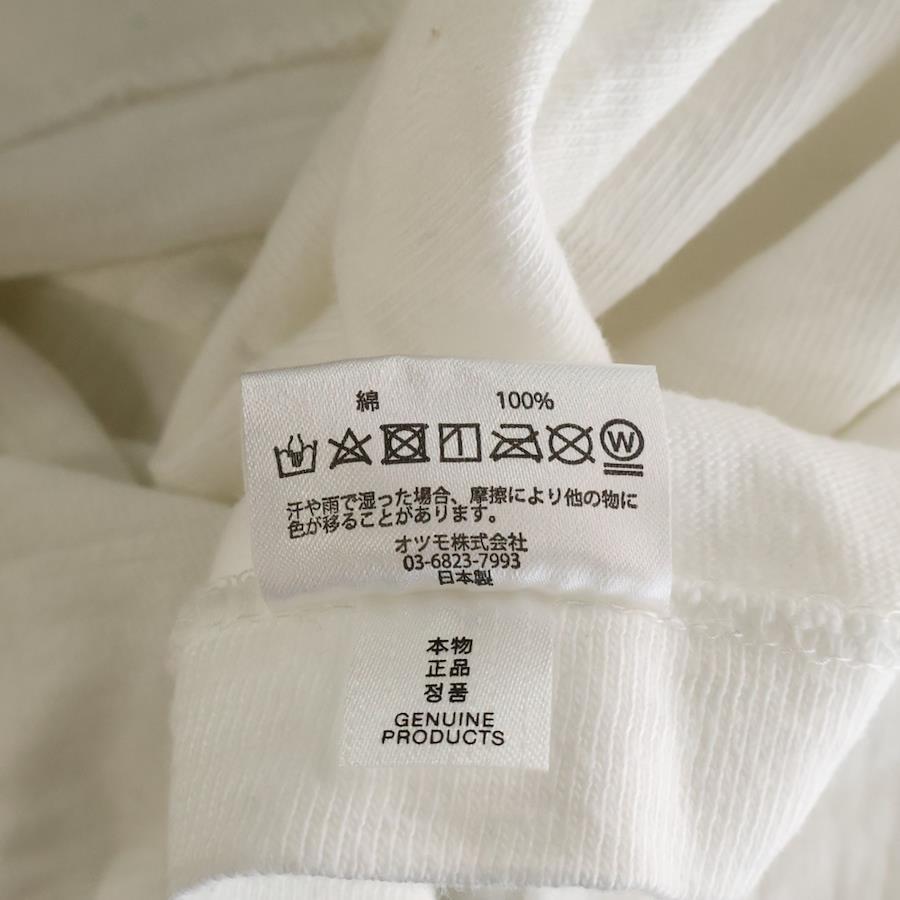 綿 100%
W
汗や雨で湿った場合、摩擦により他の物に
色が移ることがあります。
オツモ株式会社
03-6823-7993
日本製
本物
正品
정품
GENUINE
PRODUCTS